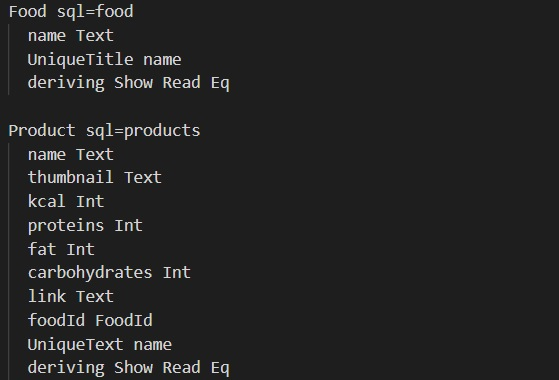 Food sql=food
name Text
UniqueTitle name
deriving Show Read Eq
Product sql=products
name Text
thumbnail Text
kcal Int
proteins Int
fat Int
carbohydrates Int
link Text
foodId FoodId
UniqueText name
deriving Show Read Eq